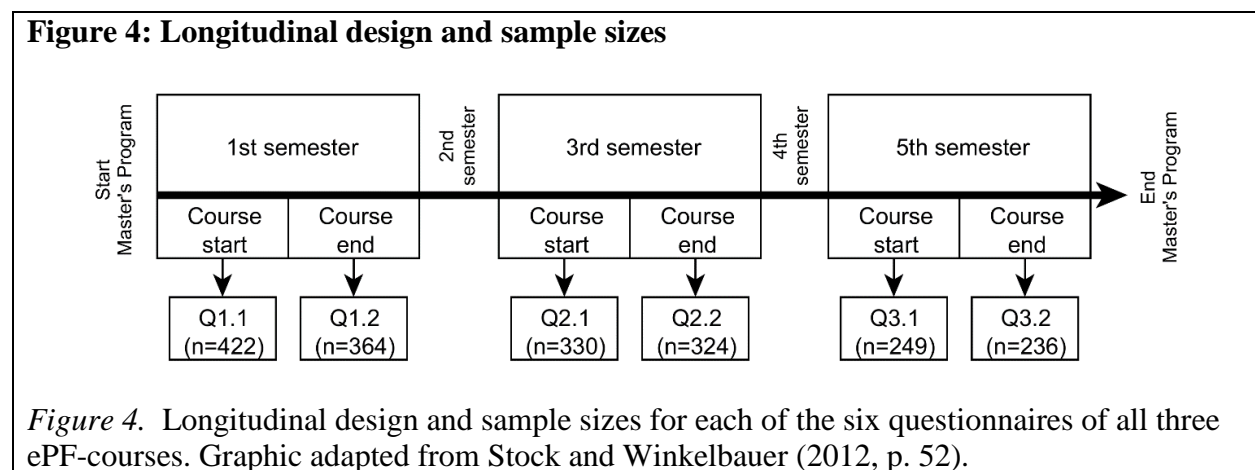 Figure 4: Longitudinal design and sample sizes
Start
Master's Program
1st semester
2nd
semester
3rd semester
4th
semester
5th semester
End
Master's Program
Course
start
Course
end
Course
start
Course
end
Course
start
Course
end
Q1.1
(n=422)
Q1.2
(n=364)
Q2.1
(n=330)
Q2.2
(n=324)
Q3.1
(n=249)
Q3.2
(n=236)
Figure 4. Longitudinal design and sample sizes for each of the six questionnaires of all three
ePF-courses. Graphic adapted from Stock and Winkelbauer (2012, p. 52).